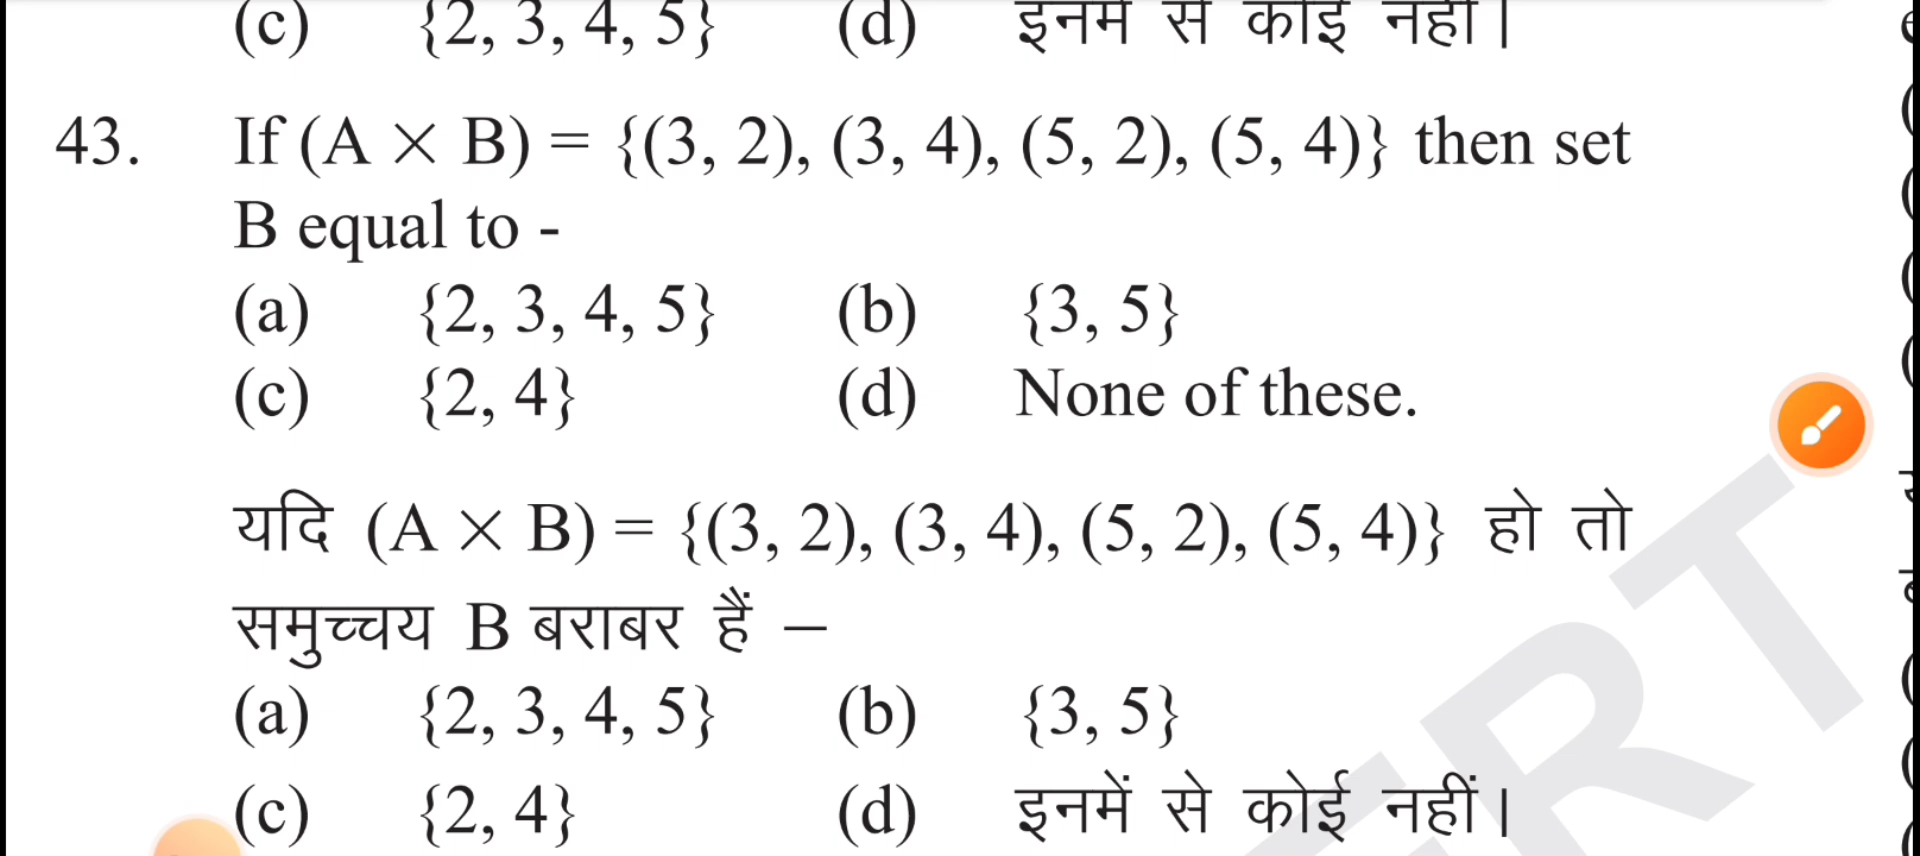 (c) {2, 3, 4, 5} (d) इनमें से कोई नहीं।
43. If (A × B) = {(3, 2), (3, 4), (5, 2), (5, 4)} then set
B equal to -
(a) {2, 3, 4, 5} (b) {3, 5}
(c) {2, 4} (d) None of these.
यदि (A × B) = {(3, 2), (3, 4), (5, 2), (5, 4)} हो तो
समुच्चय B बराबर हैं –
(a) {2, 3, 4, 5} (b) {3, 5}
(c) {2, 4} (d) इनमें से कोई नहीं।